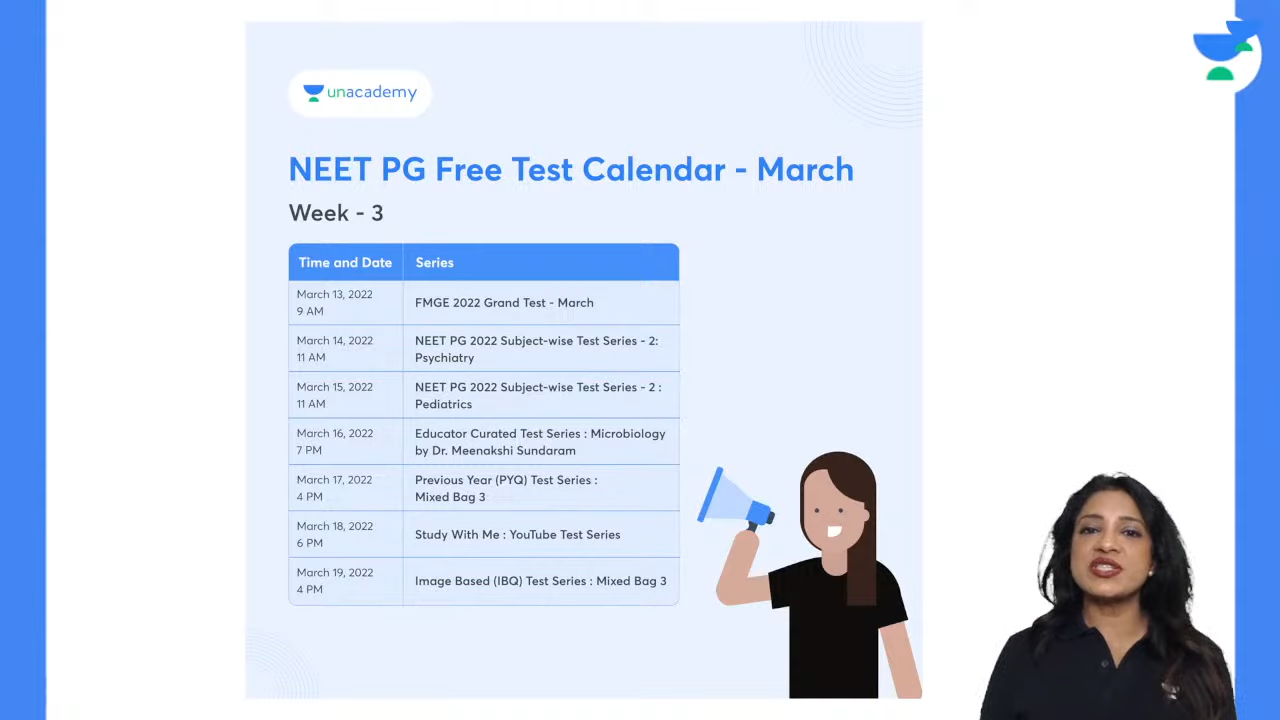 unacademy
NEET PG Free Test Calendar - March
Week - 3
Time and Date
Series
March 13, 2022
9 AM
FMGE 2022 Grand Test - March
March 14, 2022
11 AM
NEET PG 2022 Subject-wise Test Series - 2:
Psychiatry
March 15, 2022
11 AM
NEET PG 2022 Subject-wise Test Series - 2 :
Pediatrics
March 16, 2022
7 PM
Educator Curated Test Series : Microbiology
by Dr. Meenakshi Sundaram
March 17, 2022
4 PM
Previous Year (PYQ) Test Series :
Mixed Bag 3
March 18, 2022
6 PM
Study With Me : YouTube Test Series
March 19, 2022
4 PM
Image Based (IBQ) Test Series : Mixed Bag 3